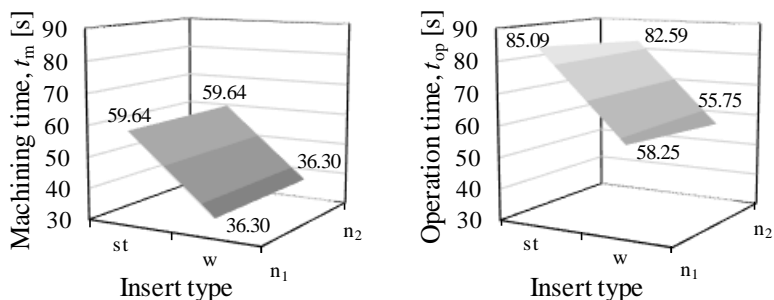 Machining time, tm [s]
90
80
70
60
50
40
30
59.64
59.64
36.30
36.30
st
w
n1
n2
Insert type
Operation time, top [s]
90
80
70
60
50
40
30
85.09
82.59
55.75
58.25
st
w
n1
n2
Insert type